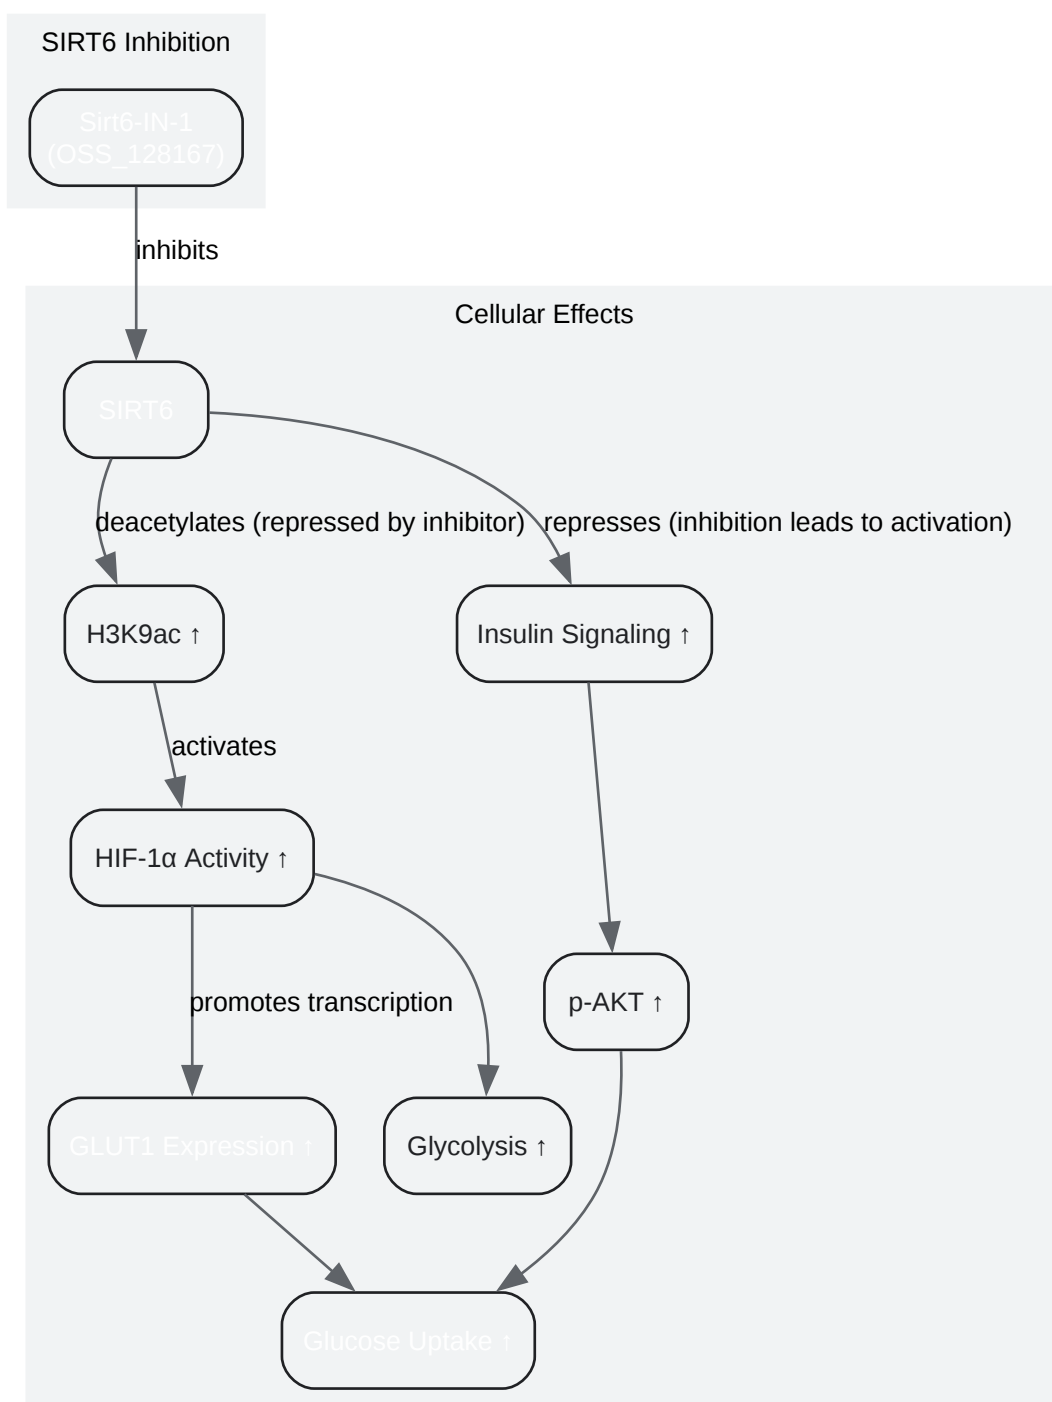 SIRT6 Inhibition
Sirt6-IN-1
(OSS_128167)
inhibits
Cellular Effects
SIRT6
deacetylates (repressed by inhibitor)
represses (inhibition leads to activation)
H3K9ac ↑
Insulin Signaling ↑
activates
HIF-1α Activity ↑
promotes transcription
p-AKT ↑
GLUT1 Expression ↑
Glycolysis ↑
Glucose Uptake ↑